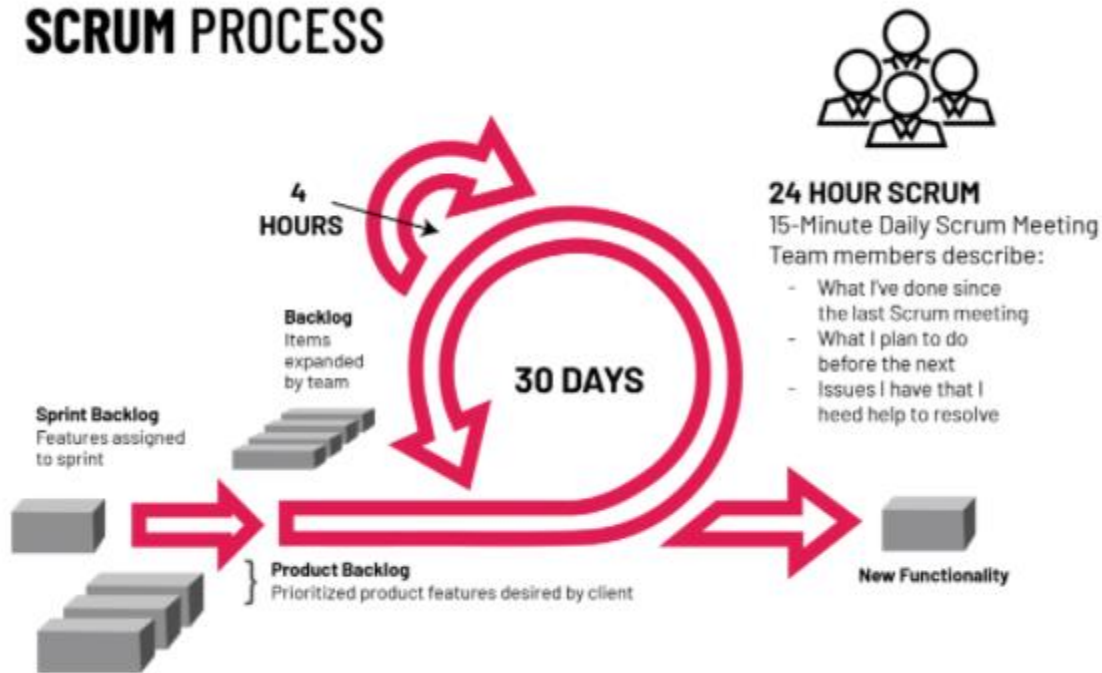 SCRUM PROCESS
4
HOURS
24 HOUR SCRUM
15-Minute Daily Scrum Meeting
Team members describe:
- What I've done since
the last Scrum meeting
- What I plan to do
before the next
- Issues I have that I
heed help to resolve
Backlog
Items
expanded
by team
30 DAYS
Sprint Backlog
Features assigned
to sprint
} Product Backlog
Prioritized product features desired by client
New Functionality